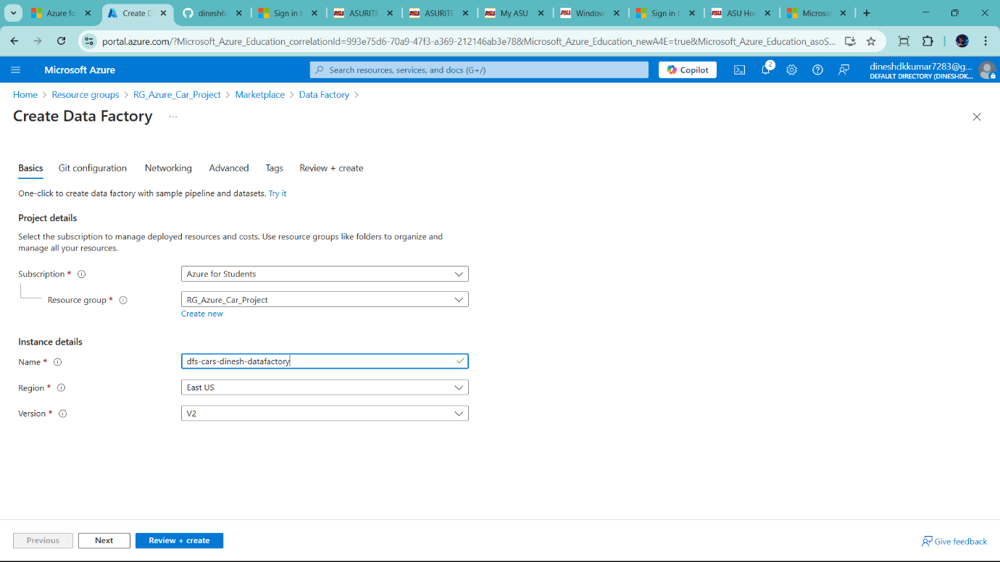 Azure fo
Create D
dinesh6
Sign in t
ASURITE
ASURITE
My ASU
Window
Sign in t
ASU Hor
Microsof
portal.azure.com/?Microsoft_Azure_Education_correlationId=993e75d6-70a9-47f3-a369-212146ab3e78&Microsoft_Azure_Education_newA4E=true&Microsoft_Azure_Education_asoS...
Microsoft Azure
Search resources, services, and docs (G+/)
Copilot
2
dineshdkkumar7283@g...
DEFAULT DIRECTORY (DINESHDK...
Home > Resource groups > RG_Azure_Car_Project > Marketplace > Data Factory >
Create Data Factory ...
Basics Git configuration Networking Advanced Tags Review + create
One-click to create data factory with sample pipeline and datasets. Try it
Project details
Select the subscription to manage deployed resources and costs. Use resource groups like folders to organize and
manage all your resources.
Subscription * Azure for Students
Resource group * RG_Azure_Car_Project
Create new
Instance details
Name * dfs-cars-dinesh-datafactory
Region * East US
Version * V2
Previous Next Review + create Give feedback